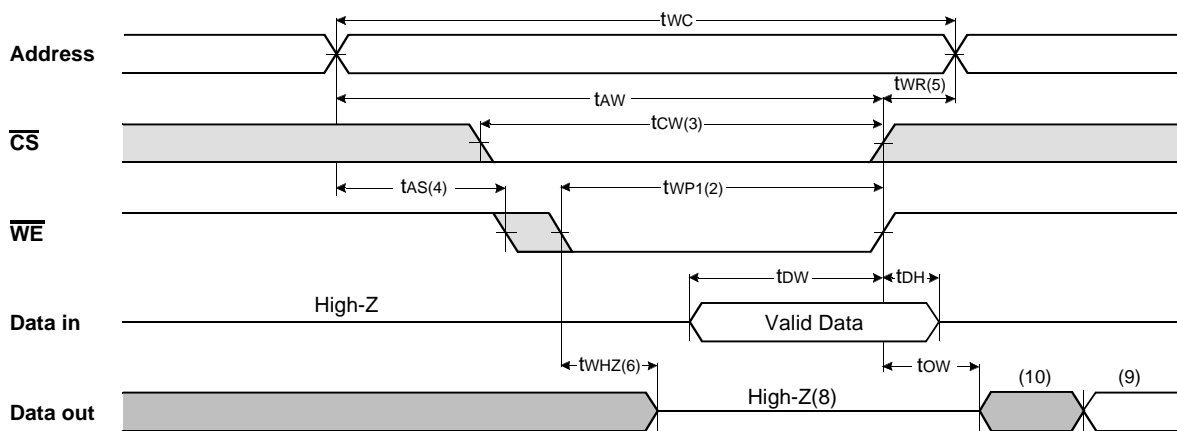 tWC
Address
tWR(5)
tAW
tCW(3)
CS
tAS(4)
tWP1(2)
WE
tDW
tDH
High-Z
Data in
Valid Data
tWHZ(6)
tOW
(10)
(9)
High-Z(8)
Data out